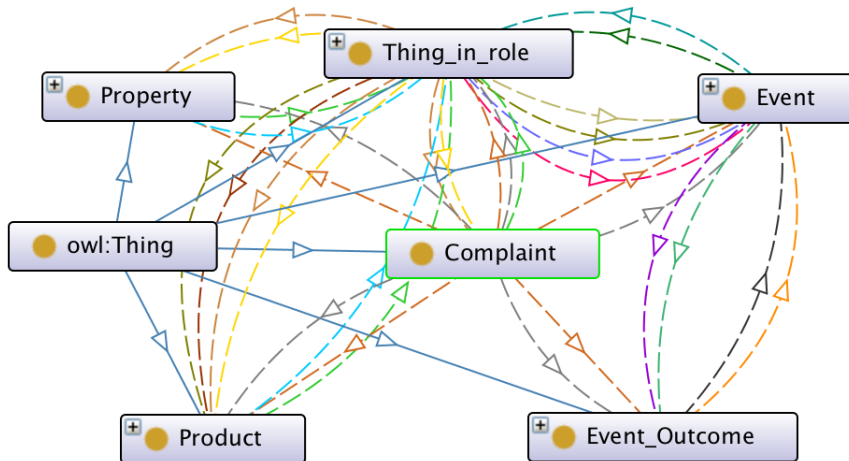 Thing_in_role
Property
Event
owl:Thing
Complaint
Product
Event_Outcome